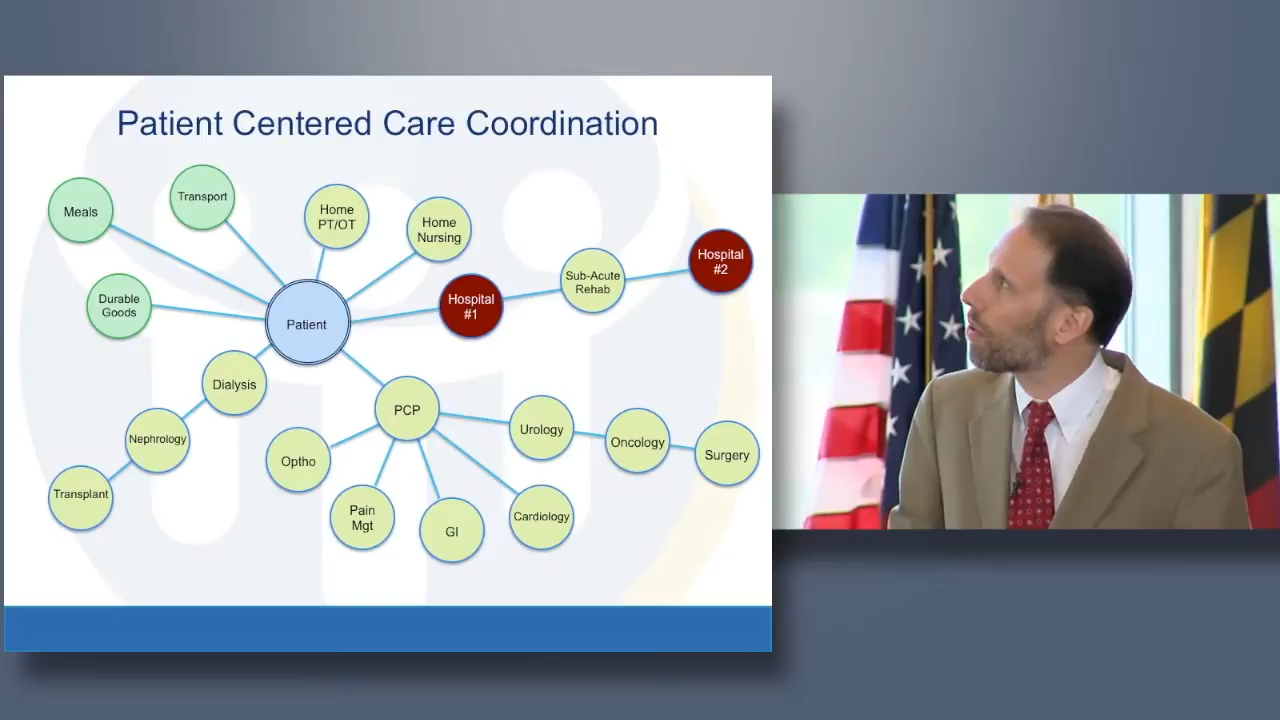 Patient Centered Care Coordination
Meals
Transport
Home
PT/OT
Home
Nursing
Hospital
#2
Sub-Acute
Rehab
Durable
Goods
Hospital
#1
Patient
Dialysis
PCP
Nephrology
Urology
Oncology
Surgery
Optho
Transplant
Pain
Mgt
GI
Cardiology